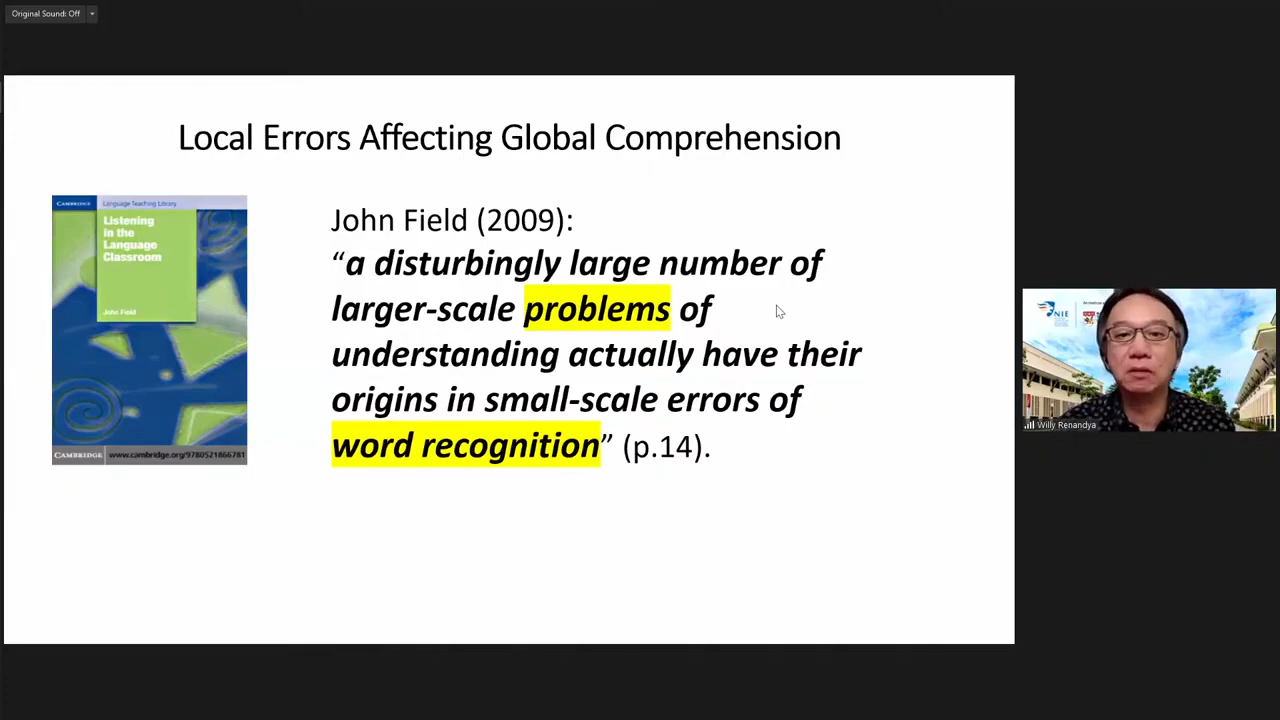 Original Sound: Off
Local Errors Affecting Global Comprehension
CAMBRIDGE
Language Teaching Library
Listening
in the
Language
Classroom
John Field
CAMBRIDGE
www.cambridge.org/9780521866781
John Field (2009):
“a disturbingly large number of
larger-scale problems of
understanding actually have their
origins in small-scale errors of
word recognition” (p.14).
NIE
Willy Renandya